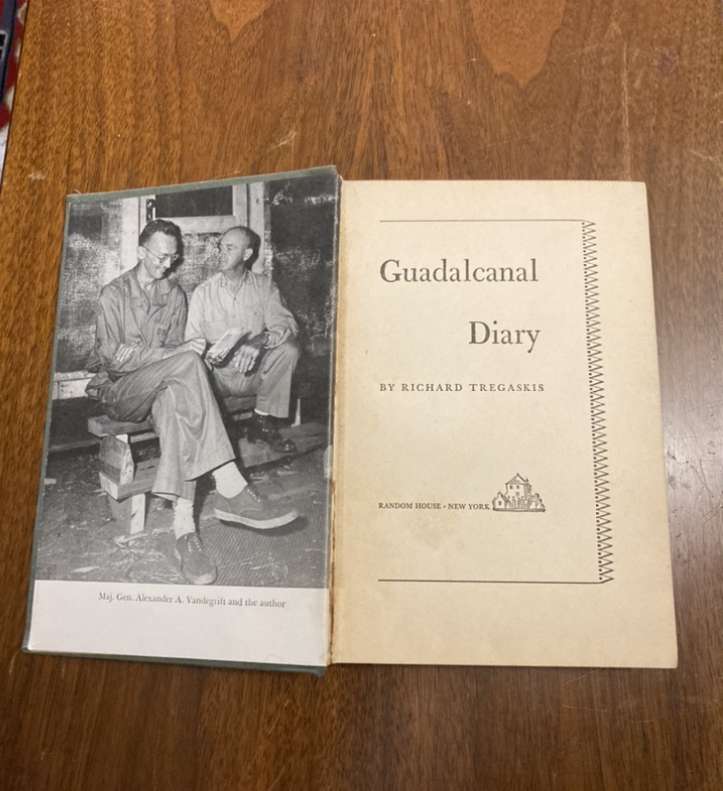 Maj. Gen. Alexander A. Vandegrift and the author
Guadalcanal
Diary
BY RICHARD TREGASKIS
RANDOM HOUSE · NEW YORK